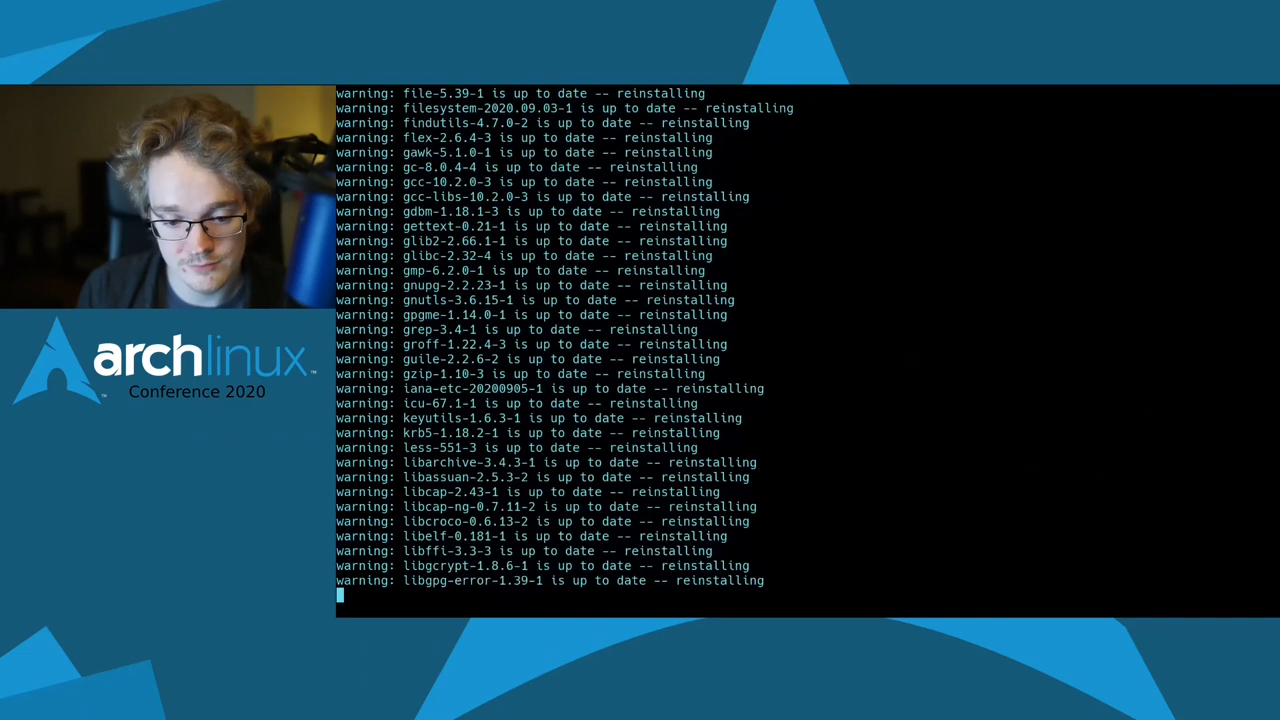 warning: file-5.39-1 is up to date -- reinstalling
warning: filesystem-2020.09.03-1 is up to date -- reinstalling
warning: findutils-4.7.0-2 is up to date -- reinstalling
warning: flex-2.6.4-3 is up to date -- reinstalling
warning: gawk-5.1.0-1 is up to date -- reinstalling
warning: gc-8.0.4-4 is up to date -- reinstalling
warning: gcc-10.2.0-3 is up to date -- reinstalling
warning: gcc-libs-10.2.0-3 is up to date -- reinstalling
warning: gdbm-1.18.1-3 is up to date -- reinstalling
warning: gettext-0.21-1 is up to date -- reinstalling
warning: glib2-2.66.1-1 is up to date -- reinstalling
warning: glibc-2.32-4 is up to date -- reinstalling
warning: gmp-6.2.0-1 is up to date -- reinstalling
warning: gnupg-2.2.23-1 is up to date -- reinstalling
warning: gnutls-3.6.15-1 is up to date -- reinstalling
warning: gpgme-1.14.0-1 is up to date -- reinstalling
warning: grep-3.4-1 is up to date -- reinstalling
warning: groff-1.22.4-3 is up to date -- reinstalling
warning: guile-2.2.6-2 is up to date -- reinstalling
warning: gzip-1.10-3 is up to date -- reinstalling
warning: iana-etc-20200905-1 is up to date -- reinstalling
warning: icu-67.1-1 is up to date -- reinstalling
warning: keyutils-1.6.3-1 is up to date -- reinstalling
warning: krb5-1.18.2-1 is up to date -- reinstalling
warning: less-551-3 is up to date -- reinstalling
warning: libarchive-3.4.3-1 is up to date -- reinstalling
warning: libassuan-2.5.3-2 is up to date -- reinstalling
warning: libcap-2.43-1 is up to date -- reinstalling
warning: libcap-ng-0.7.11-2 is up to date -- reinstalling
warning: libcroco-0.6.13-2 is up to date -- reinstalling
warning: libelf-0.181-1 is up to date -- reinstalling
warning: libffi-3.3-3 is up to date -- reinstalling
warning: libgcrypt-1.8.6-1 is up to date -- reinstalling
warning: libgpg-error-1.39-1 is up to date -- reinstalling
archlinux™
Conference 2020